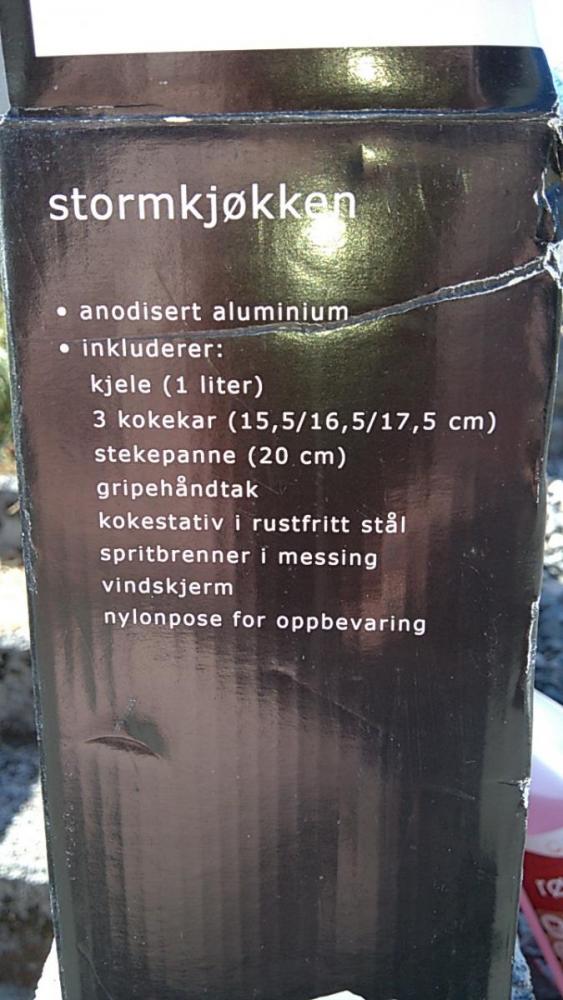 stormkjøkken
• anodisert aluminium
• inkluderer:
kjele (1 liter)
3 kokekar (15,5/16,5/17,5 cm)
stekepanne (20 cm)
gripehåndtak
kokestativ i rustfritt stål
spritbrenner i messing
vindskjerm
nylonpose for oppbevaring